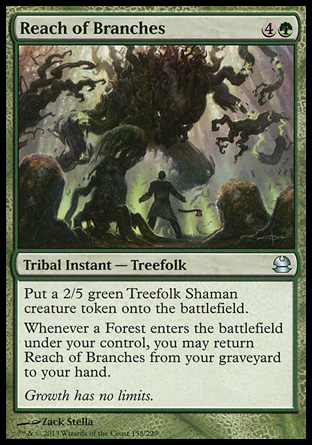 Reach of Branches 4
Tribal Instant — Treefolk
Put a 2/5 green Treefolk Shaman
creature token onto the battlefield.
Whenever a Forest enters the battlefield
under your control, you may return
Reach of Branches from your graveyard
to your hand.
Growth has no limits.
Zack Stella
™ & © 2013 Wizards of the Coast 158/229